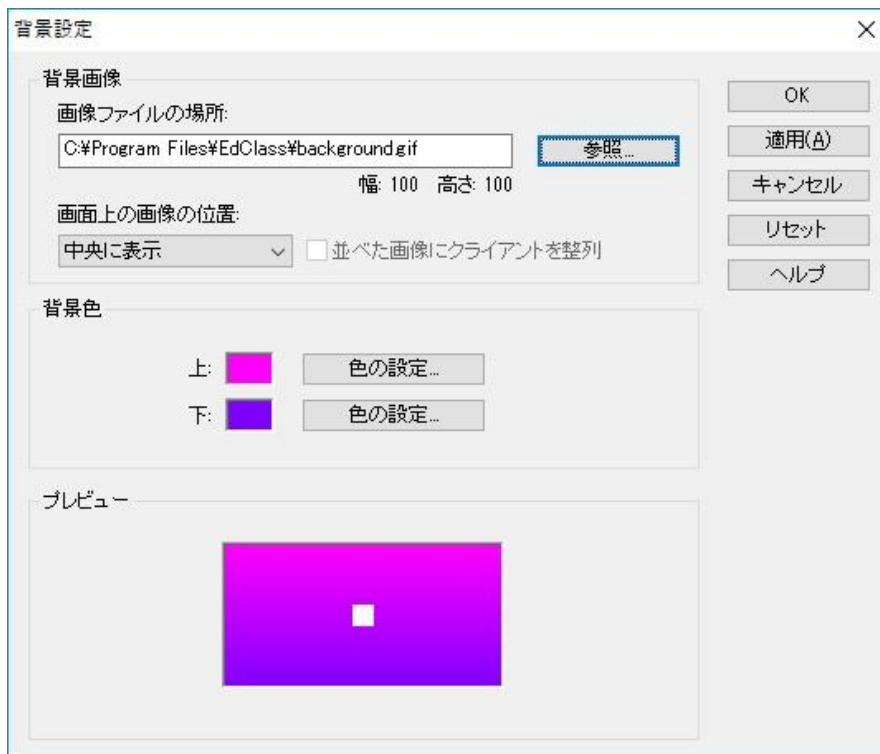 背景設定
背景画像
画像ファイルの場所:
C:¥Program Files¥EdClass¥background.gif
参照...
幅: 100 高さ: 100
画面上の画像の位置:
中央に表示
並べた画像にクライアントを整列
背景色
上:
色の設定...
下:
色の設定...
プレビュー
OK
適用(A)
キャンセル
リセット
ヘルプ